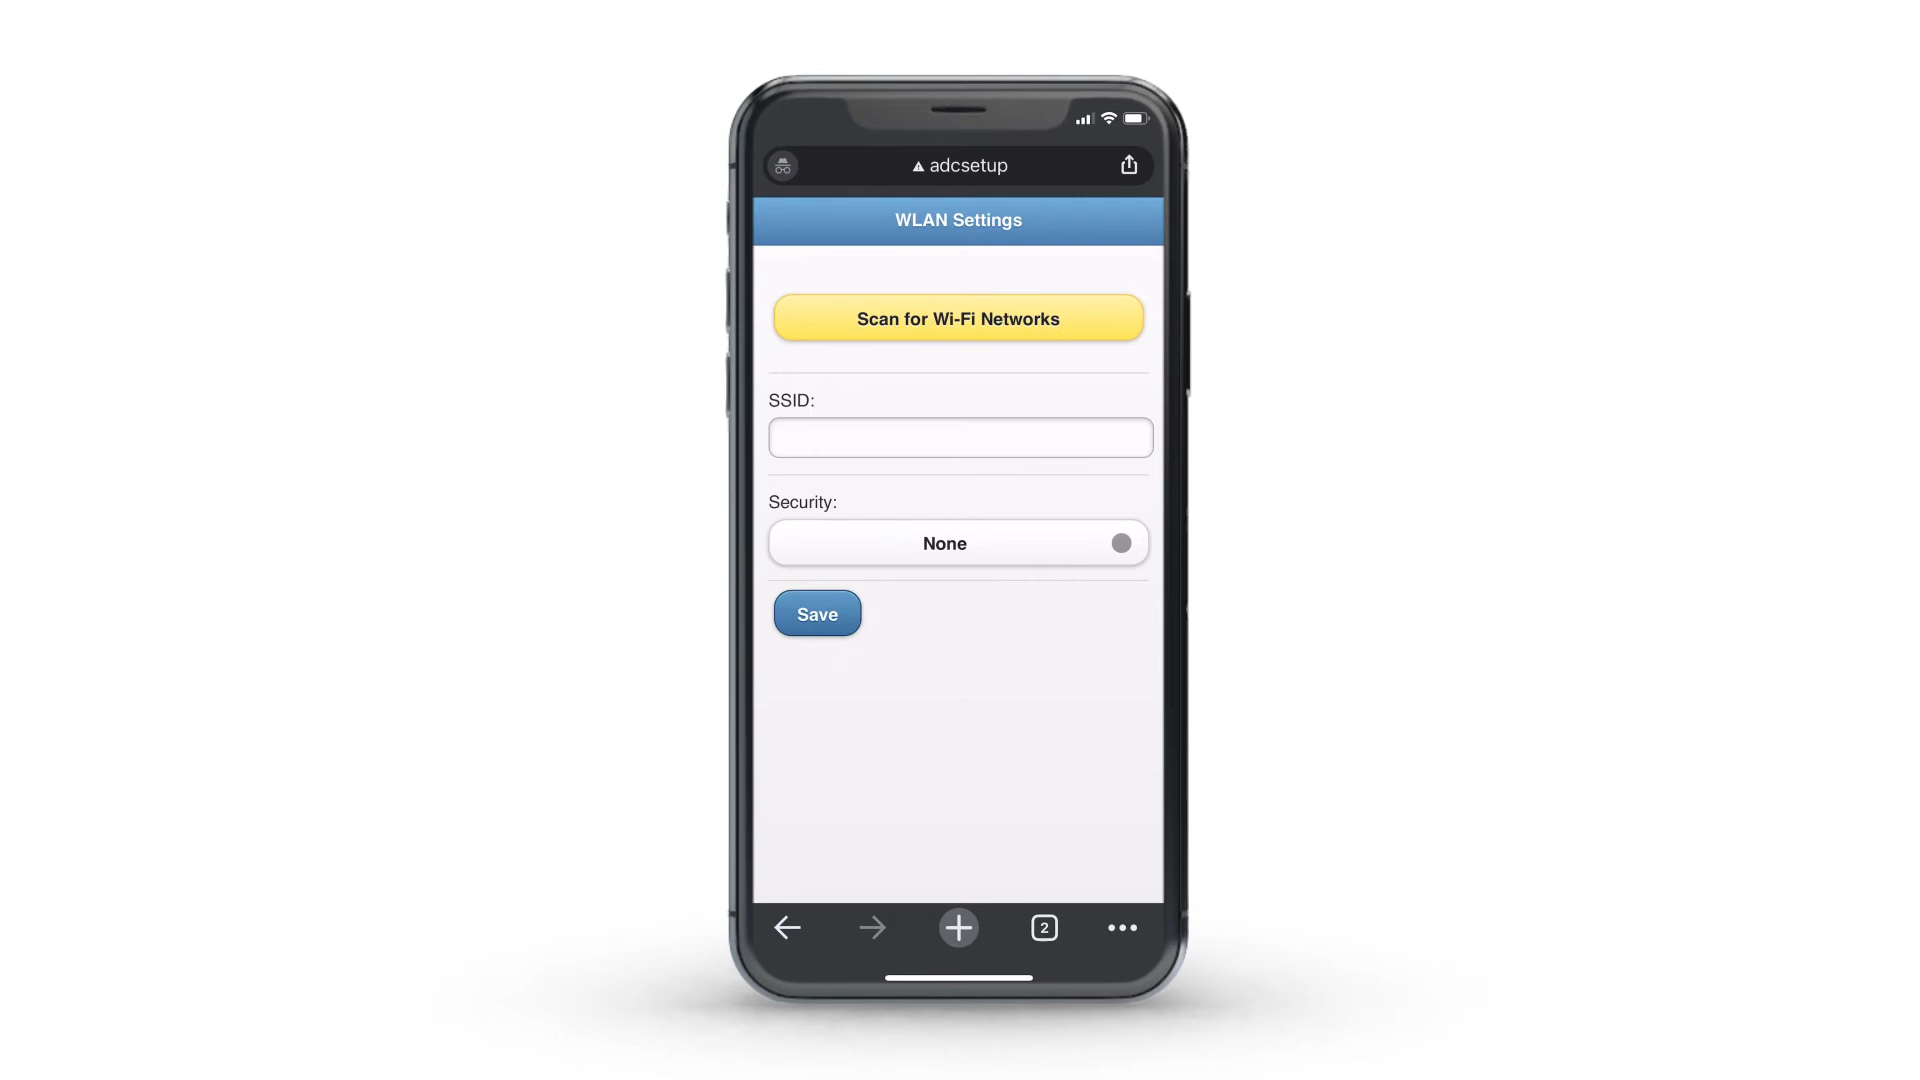 adcsetup
WLAN Settings
Scan for Wi-Fi Networks
SSID:
Security:
None
Save
2